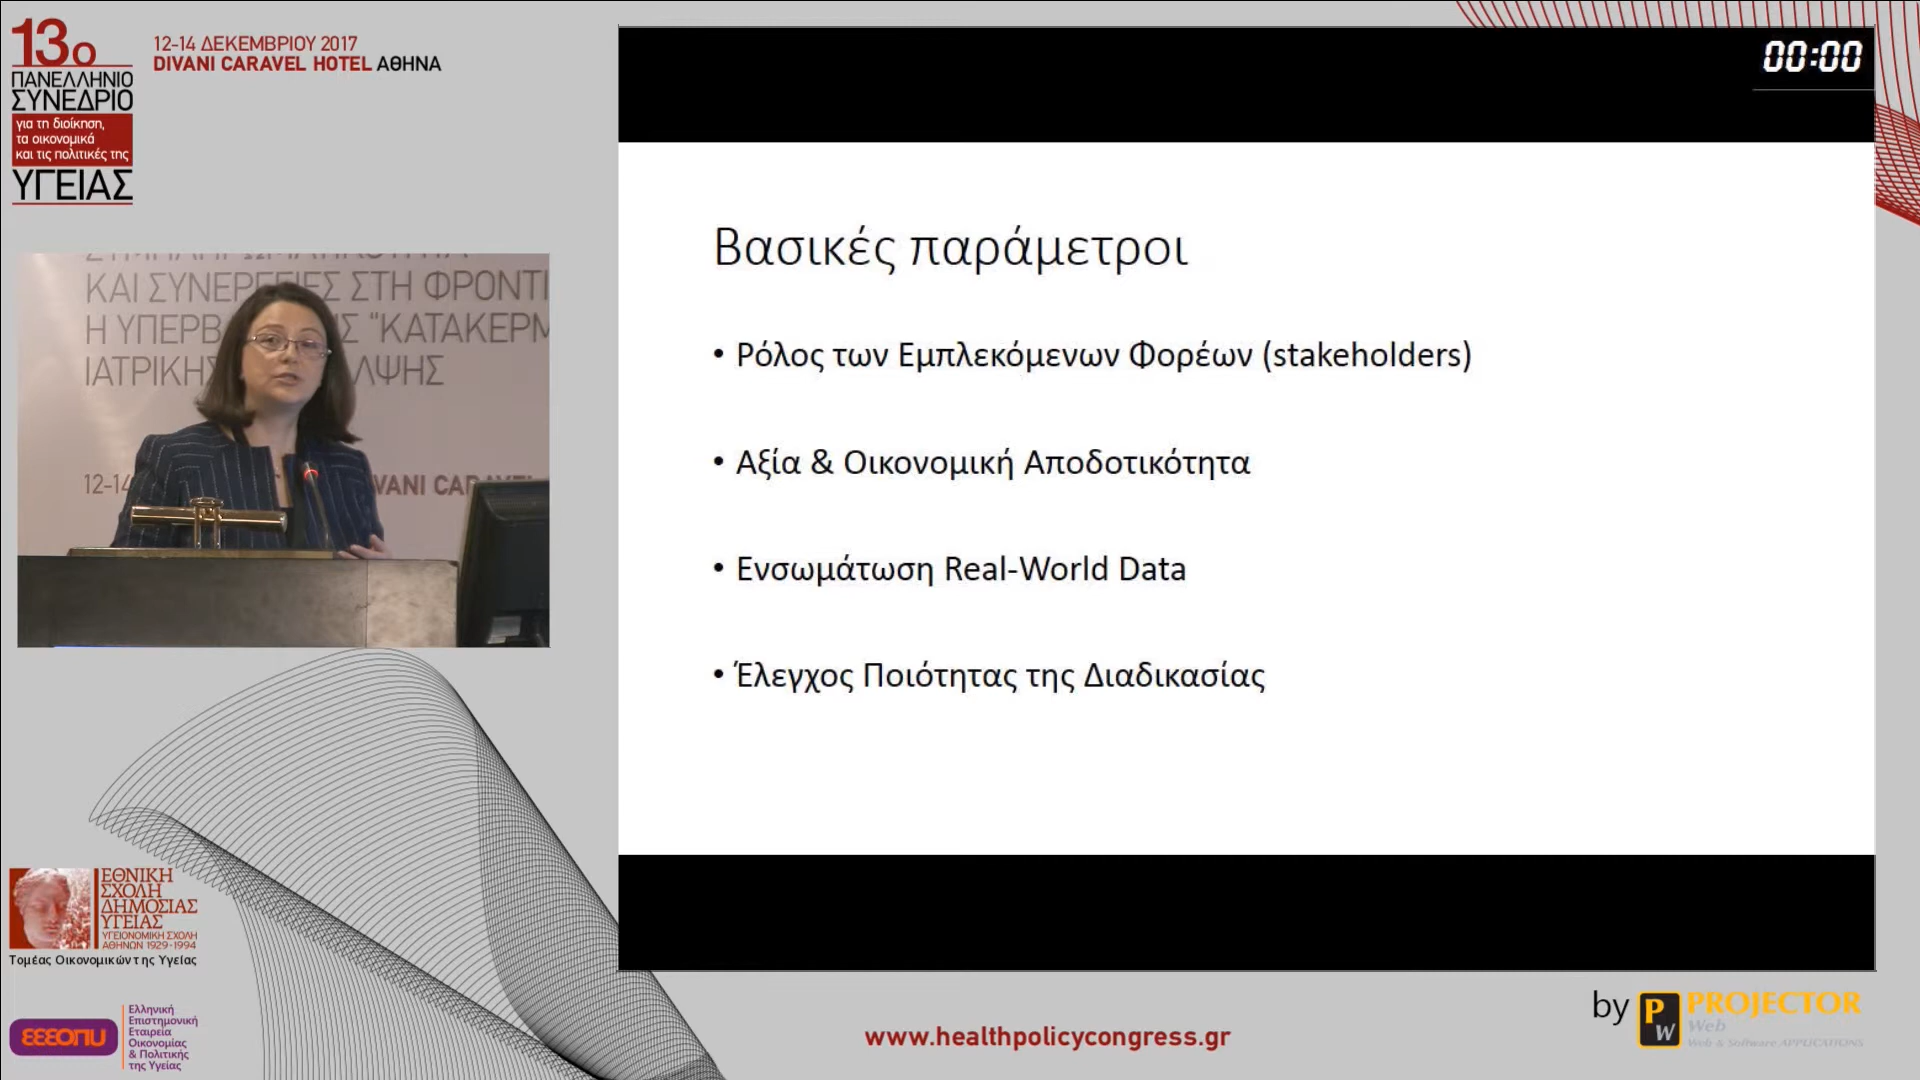 13ο
ΠΑΝΕΛΛΗΝΙΟ
ΣΥΝΕΔΡΙΟ
για τη διοίκηση,
τα οικονομικά
και τις πολιτικές της
ΥΓΕΙΑΣ
12-14 ΔΕΚΕΜΒΡΙΟΥ 2017
DIVANI CARAVEL HOTEL ΑΘΗΝΑ
ΚΑΙ ΣΥΝΕΡΓΕΙΕΣ ΣΤΗ ΦΡΟΝΤΙ
Η ΥΠΕΡΒ Σ "ΚΑΤΑΚΕΡΜ
ΙΑΤΡΙΚΗΣ ΛΨΗΣ
12-14 IVANI CARAVEL
00:00
Βασικές παράμετροι
• Ρόλος των Εμπλεκόμενων Φορέων (stakeholders)
• Αξία & Οικονομική Αποδοτικότητα
• Ενσωμάτωση Real-World Data
• Έλεγχος Ποιότητας της Διαδικασίας
ΕΘΝΙΚΗ
ΣΧΟΛΗ
ΔΗΜΟΣΙΑΣ
ΥΓΕΙΑΣ
ΥΓΕΙΟΝΟΜΙΚΗ ΣΧΟΛΗ
ΑΘΗΝΩΝ 1929-1994
Τομέας Οικονομικών της Υγείας
ΕΕΕΟΠΥ
Ελληνική
Επιστημονική
Εταιρεία
Οικονομίας
& Πολιτικής
της Υγείας
www.healthpolicycongress.gr
by PW PROJECTOR
Web
Web & Software APPLICATIONS